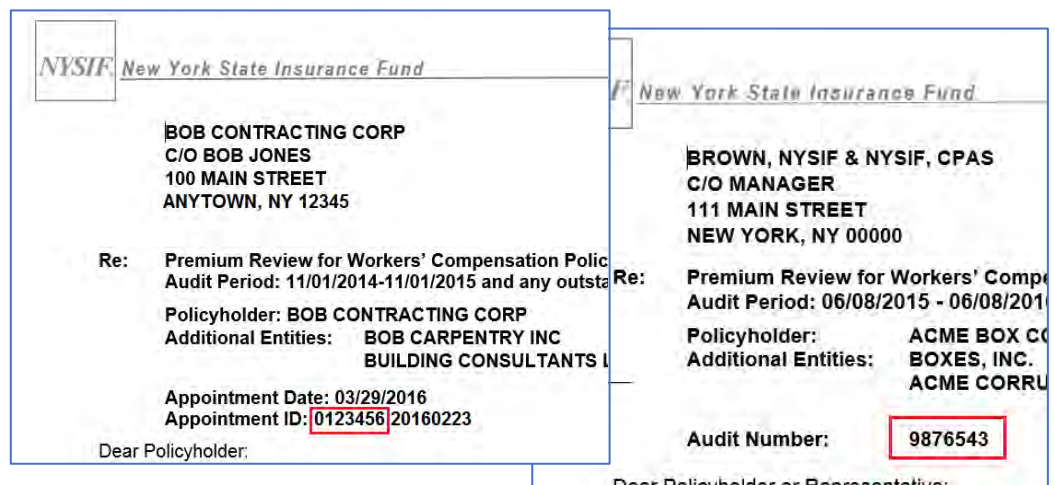 NYSIF New York State Insurance Fund
BOB CONTRACTING CORP
C/O BOB JONES
100 MAIN STREET
ANYTOWN, NY 12345
Re: Premium Review for Workers' Compensation Polic
Audit Period: 11/01/2014-11/01/2015 and any outsta
Policyholder: BOB CONTRACTING CORP
Additional Entities: BOB CARPENTRY INC
BUILDING CONSULTANTS L
Appointment Date: 03/29/2016
Appointment ID: 0123456 20160223
Dear Policyholder:
F New York State Insurance Fund
BROWN, NYSIF & NYSIF, CPAS
C/O MANAGER
111 MAIN STREET
NEW YORK, NY 00000
Re: Premium Review for Workers' Compe
Audit Period: 06/08/2015 - 06/08/201
Policyholder: ACME BOX CO
Additional Entities: BOXES, INC.
ACME CORRU
Audit Number: 9876543
Dear Policyholder or Representative: